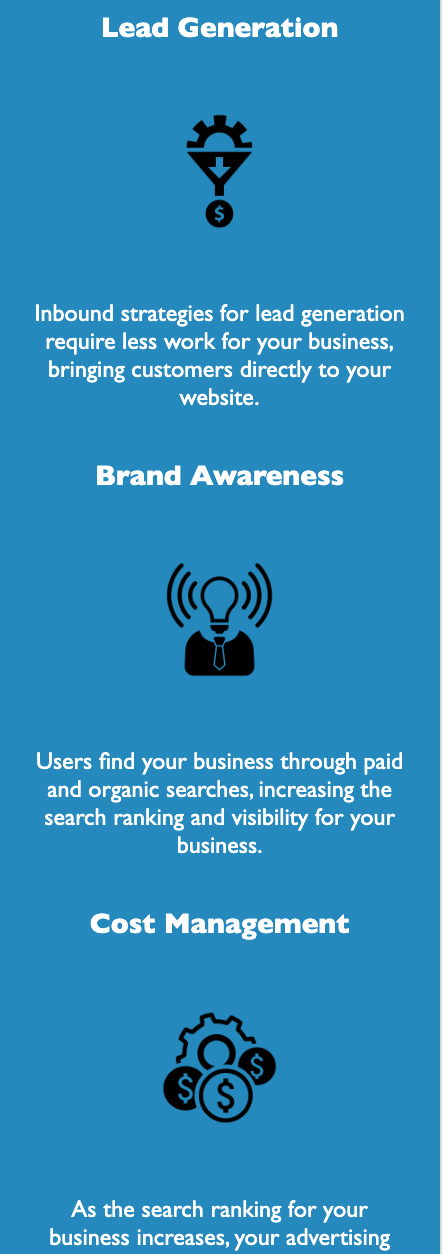 Lead Generation
$
Inbound strategies for lead generation
require less work for your business,
bringing customers directly to your
website.
Brand Awareness
Users find your business through paid
and organic searches, increasing the
search ranking and visibility for your
business.
Cost Management
$
$
$
As the search ranking for your
business increases, your advertising